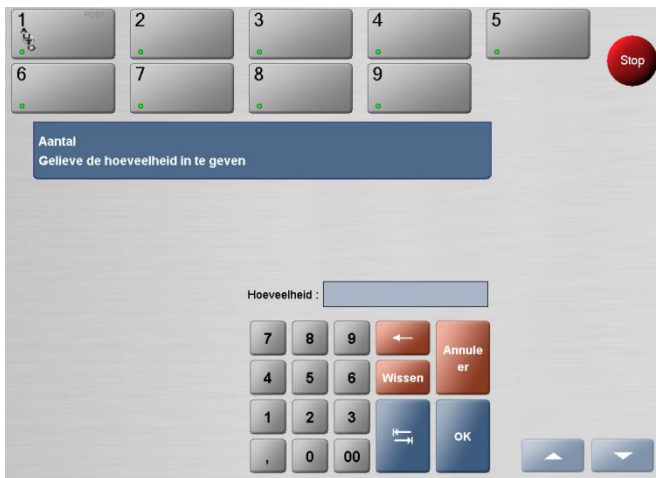 1
POS1
2
3
4
5
Stop
6
7
8
9
Aantal
Gelieve de hoeveelheid in te geven
Hoeveelheid :
7 8 9
Annule
er
4 5 6 Wissen
1 2 3
OK
, 0 00